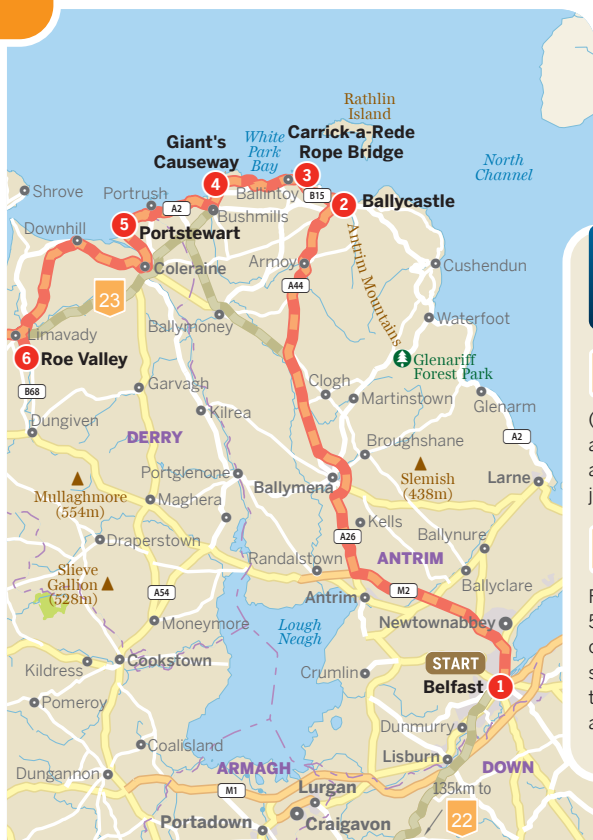 Rathlin
Island
Giant's
Causeway
White
Park
Bay
Carrick-a-Rede
Rope Bridge
North
Channel
Shrove
Portrush
4
3
Ballintoy
B15
2
Ballycastle
A2
Bushmills
Downhill
5
Portstewart
Armoy
Antrim Mountains
Cushendun
Coleraine
A44
23
Ballymoney
Waterfoot
Limavady
6
Roe Valley
Glenariff
Forest Park
B68
Garvagh
Clogh
Martinstown
Glenarm
Dungiven
Kilrea
A2
DERRY
Broughshane
Portglenone
Slemish
(438m)
Larne
Mullaghmore
(554m)
Ballymena
Maghera
Kells
Draperstown
A26
Ballynure
Randalstown
ANTRIM
Slieve
Gallion
(528m)
A54
M2
Ballyclare
Antrim
Moneymore
Lough
Neagh
Newtownabbey
Kildress
Cookstown
START
Crumlin
Belfast
1
Pomeroy
Dunmurry
Coalisland
Lisburn
Dungannon
ARMAGH
DOWN
M1
Lurgan
135km to
22
Portadown
Craigavon